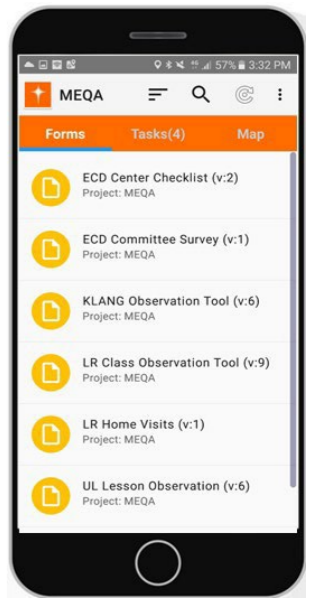 57% 3:32 PM
MEQA
Forms Tasks(4) Map
ECD Center Checklist (v:2)
Project: MEQA
ECD Committee Survey (v:1)
Project: MEQA
KLANG Observation Tool (v:6)
Project: MEQA
LR Class Observation Tool (v:9)
Project: MEQA
LR Home Visits (v:1)
Project: MEQA
UL Lesson Observation (v:6)
Project: MEQA